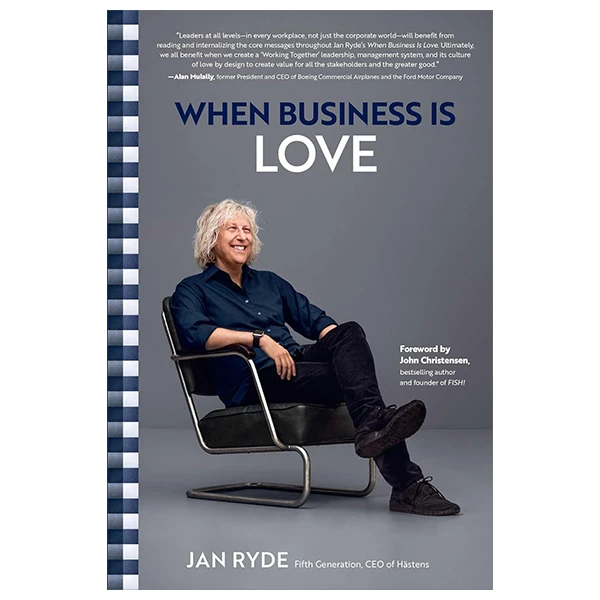 “Leaders at all levels—in every workplace, not just the corporate world—will benefit from
reading and internalizing the core messages throughout Jan Ryde’s When Business Is Love. Ultimately,
we all benefit when we create a ‘Working Together’ leadership, management system, and its culture
of love by design to create value for all the stakeholders and the greater good.”
—Alan Mulally, former President and CEO of Boeing Commercial Airplanes and the Ford Motor Company
WHEN BUSINESS IS
LOVE
Foreword by
John Christensen,
bestselling author
and founder of FISH!
JAN RYDE Fifth Generation, CEO of Hästens